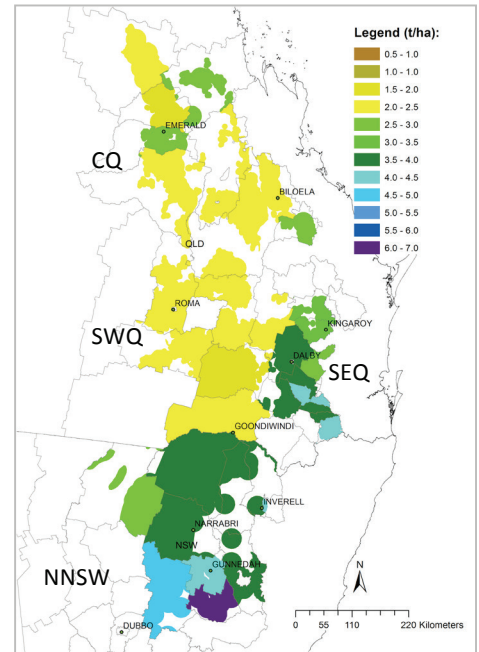 Legend (t/ha):
0.5 - 1.0
1.0 - 1.0
1.5 - 2.0
2.0 - 2.5
2.5 - 3.0
3.0 - 3.5
3.5 - 4.0
4.0 - 4.5
4.5 - 5.0
5.0 - 5.5
5.5 - 6.0
6.0 - 7.0
EMERALD
CQ
BILOELA
QLD
ROMA
KINGAROY
SWQ
DALBY
SEQ
GOONDIWINDI
INVERELL
NARRABRI
NSW
NNSW
GUNNEDAH
N
DUBBO
0 55 110 220 Kilometers